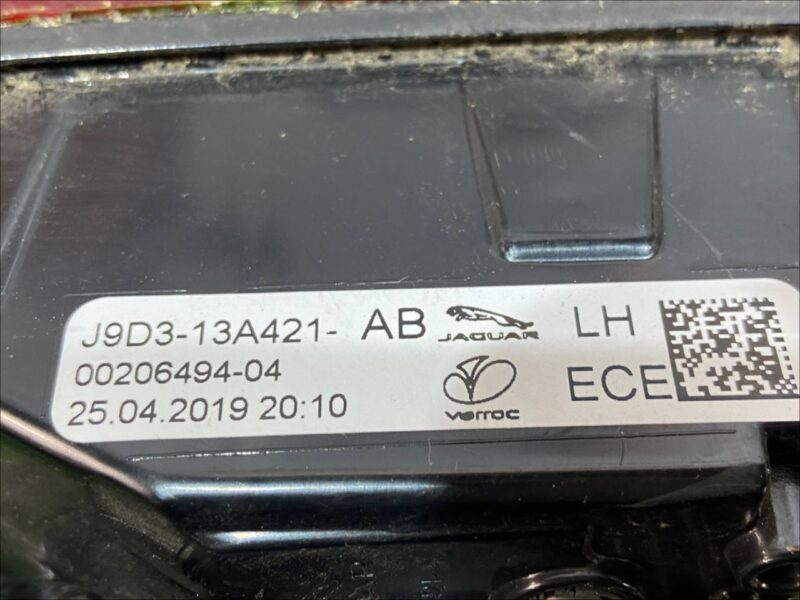 J9D3-13A421- AB JAGUAR LH
00206494-04
25.04.2019 20:10
varroc ECE